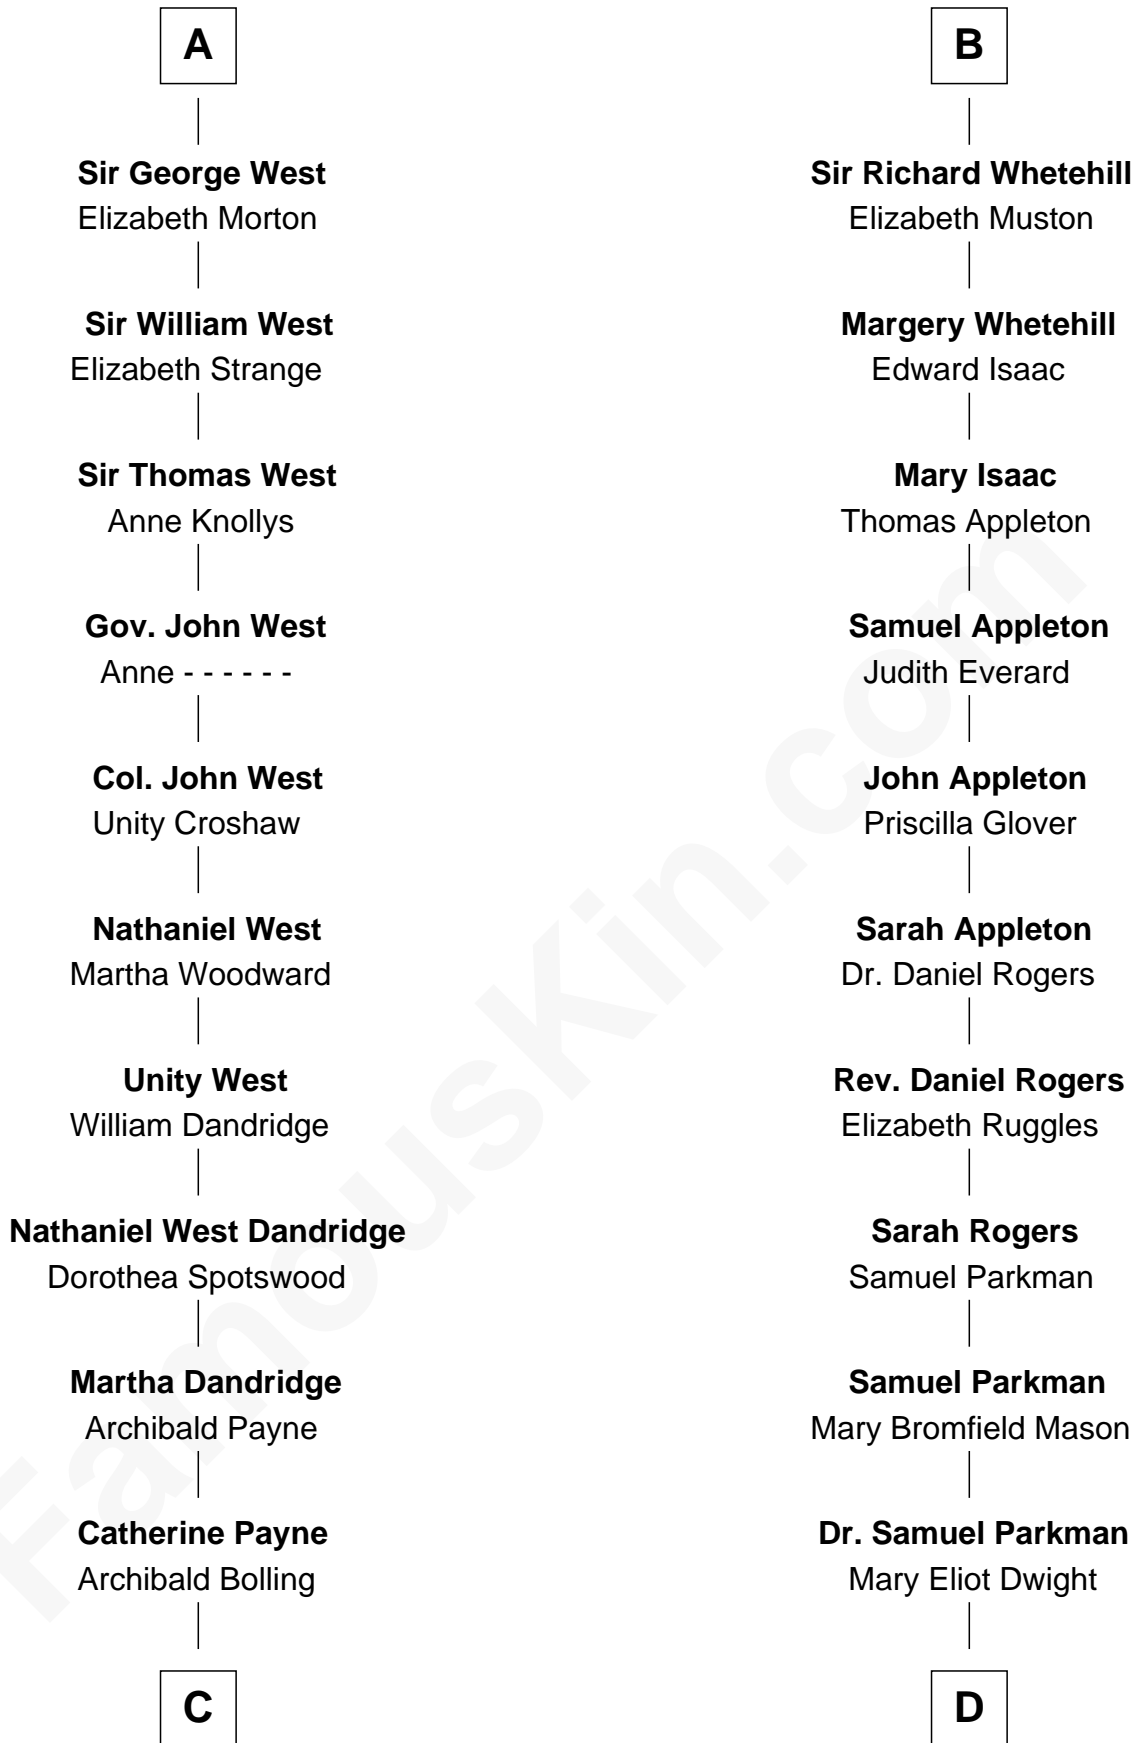 A
Sir George West
Elizabeth Morton
Sir William West
Elizabeth Strange
Sir Thomas West
Anne Knollys
Gov. John West
Anne - - - - - -
Col. John West
Unity Croshaw
Nathaniel West
Martha Woodward
Unity West
William Dandridge
Nathaniel West Dandridge
Dorothea Spotswood
Martha Dandridge
Archibald Payne
Catherine Payne
Archibald Bolling
C
B
Sir Richard Whetehill
Elizabeth Muston
Margery Whetehill
Edward Isaac
Mary Isaac
Thomas Appleton
Samuel Appleton
Judith Everard
John Appleton
Priscilla Glover
Sarah Appleton
Dr. Daniel Rogers
Rev. Daniel Rogers
Elizabeth Ruggles
Sarah Rogers
Samuel Parkman
Samuel Parkman
Mary Bromfield Mason
Dr. Samuel Parkman
Mary Eliot Dwight
D
FamousKin.com